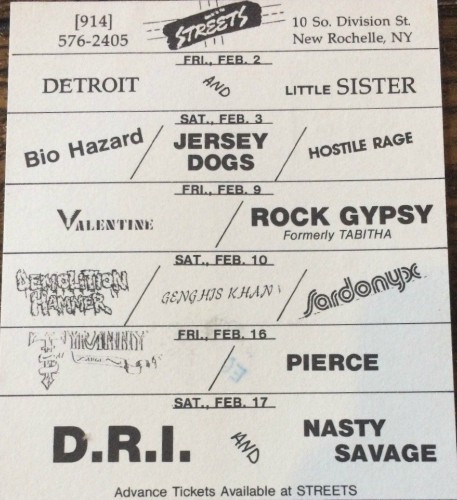 [914]
576-2405
STREETS
10 So. Division St.
New Rochelle, NY
FRI., FEB. 2
DETROIT AND LITTLE SISTER
SAT., FEB. 3
Bio Hazard / JERSEY DOGS / HOSTILE RAGE
FRI., FEB. 9
VALENTINE / ROCK GYPSY
Formerly TABITHA
SAT., FEB. 10
DEMOLITION HAMMER / GENGHIS KHAN / Sardonyx
FRI., FEB. 16
TYRANNY / PIERCE
SAT., FEB. 17
D.R.I. AND NASTY SAVAGE
Advance Tickets Available at STREETS